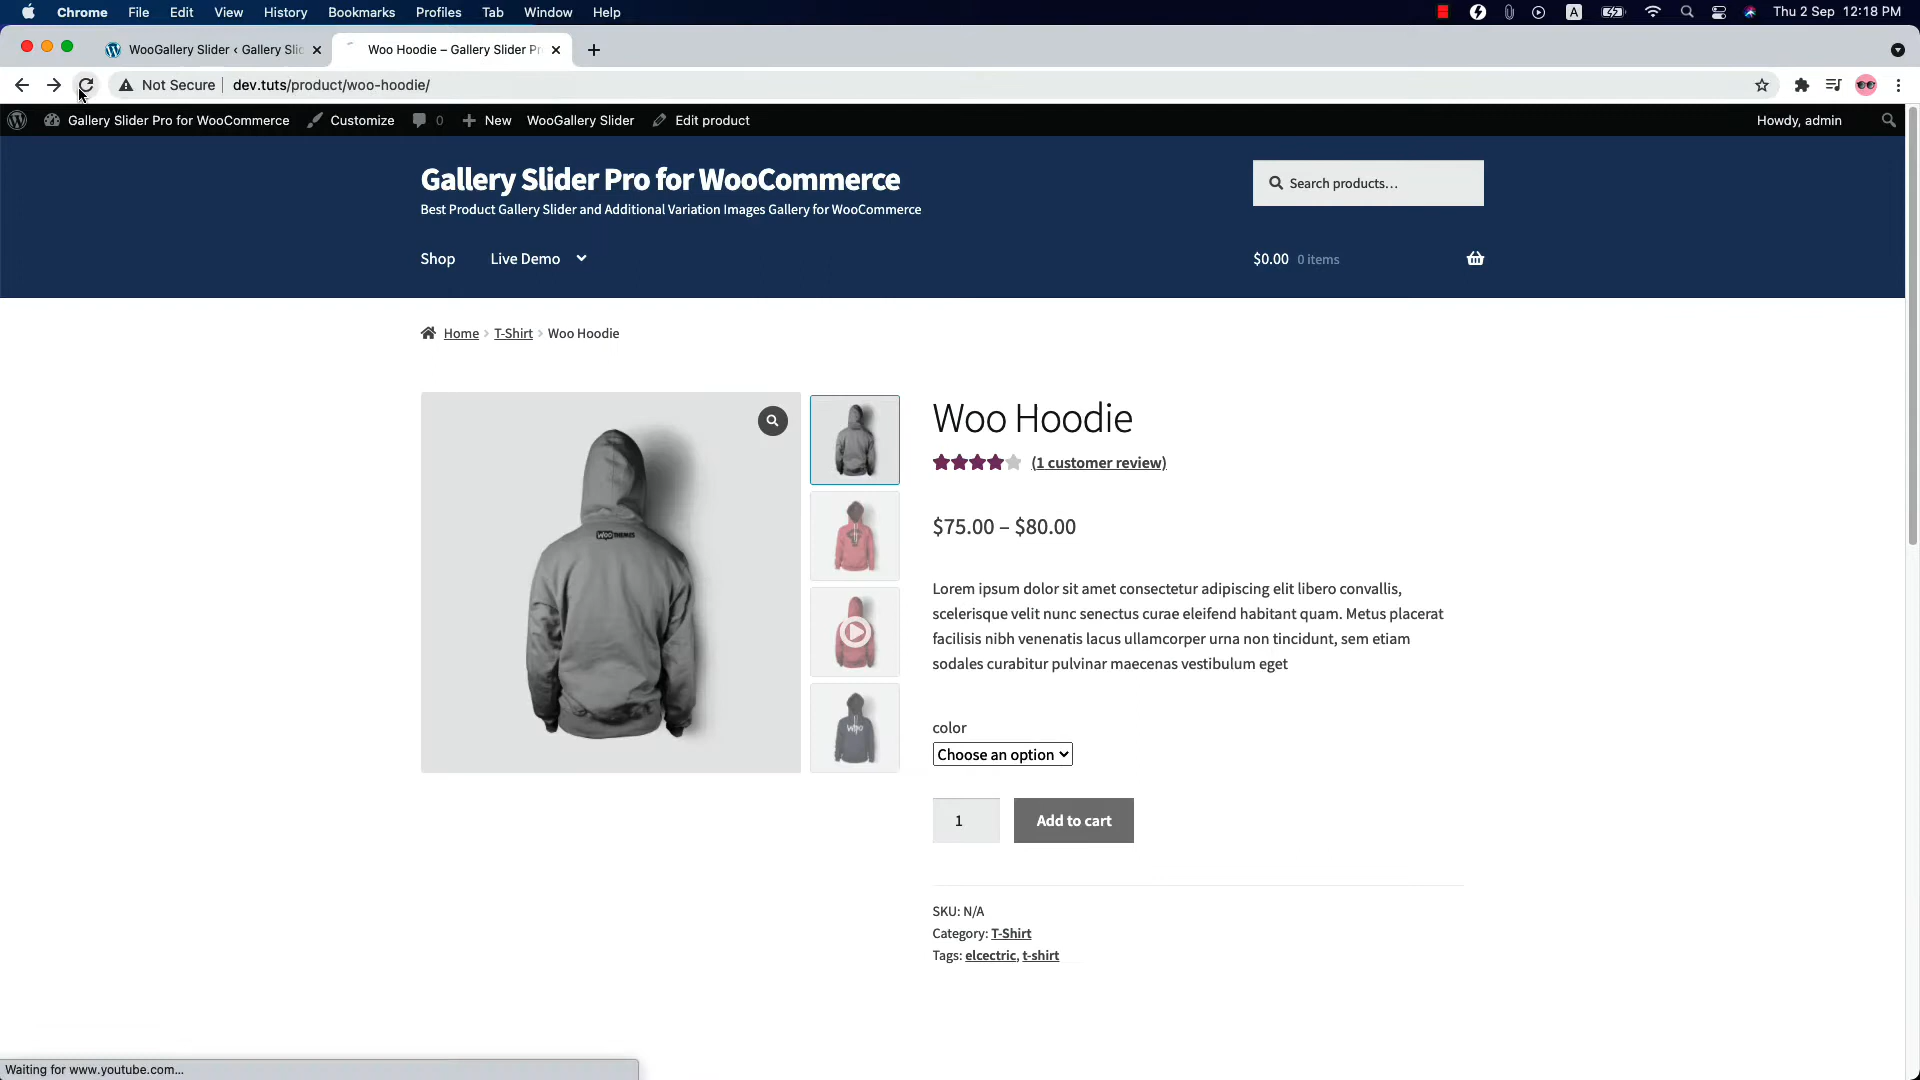 Chrome File Edit View History Bookmarks Profiles Tab Window Help A Thu 2 Sep 12:18 PM
WooGallery Slider ‹ Gallery Slid Woo Hoodie – Gallery Slider Pr
Not Secure dev.tuts/product/woo-hoodie/
Gallery Slider Pro for WooCommerce Customize 0 New WooGallery Slider Edit product Howdy, admin
Gallery Slider Pro for WooCommerce
Best Product Gallery Slider and Additional Variation Images Gallery for WooCommerce
Search products…
Shop Live Demo $0.00 0 items
Home › T-Shirt › Woo Hoodie
WOOTHEMES
Woo
Woo Hoodie
(1 customer review)
$75.00 – $80.00
Lorem ipsum dolor sit amet consectetur adipiscing elit libero convallis,
scelerisque velit nunc senectus curae eleifend habitant quam. Metus placerat
facilisis nibh venenatis lacus ullamcorper urna non tincidunt, sem etiam
sodales curabitur pulvinar maecenas vestibulum eget
color
Choose an option
1 Add to cart
SKU: N/A
Category: T-Shirt
Tags: elcectric, t-shirt
Waiting for www.youtube.com...